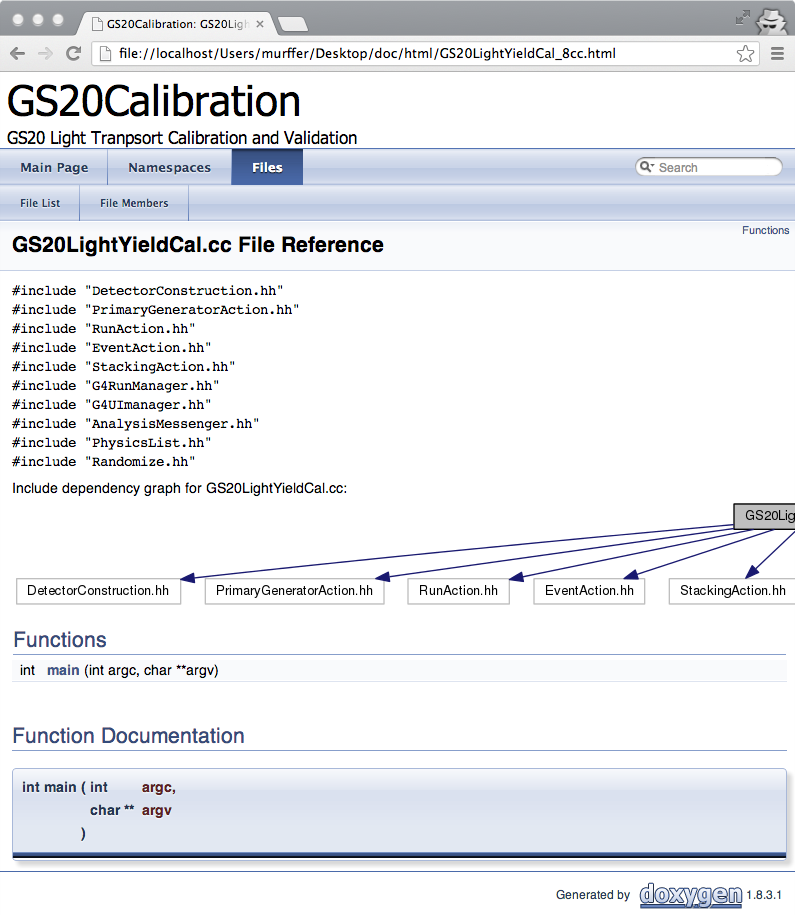 GS20Calibration: GS20Ligh
file://localhost/Users/murffer/Desktop/doc/html/GS20LightYieldCal_8cc.html
GS20Calibration
GS20 Light Tranpsort Calibration and Validation
Main Page Namespaces Files Search
File List File Members
Functions
GS20LightYieldCal.cc File Reference
#include "DetectorConstruction.hh"
#include "PrimaryGeneratorAction.hh"
#include "RunAction.hh"
#include "EventAction.hh"
#include "StackingAction.hh"
#include "G4RunManager.hh"
#include "G4UImanager.hh"
#include "AnalysisMessenger.hh"
#include "PhysicsList.hh"
#include "Randomize.hh"
Include dependency graph for GS20LightYieldCal.cc:
GS20Lig
DetectorConstruction.hh PrimaryGeneratorAction.hh RunAction.hh EventAction.hh StackingAction.hh
Functions
int main (int argc, char **argv)
Function Documentation
int main ( int argc,
char ** argv
)
Generated by doxygen 1.8.3.1